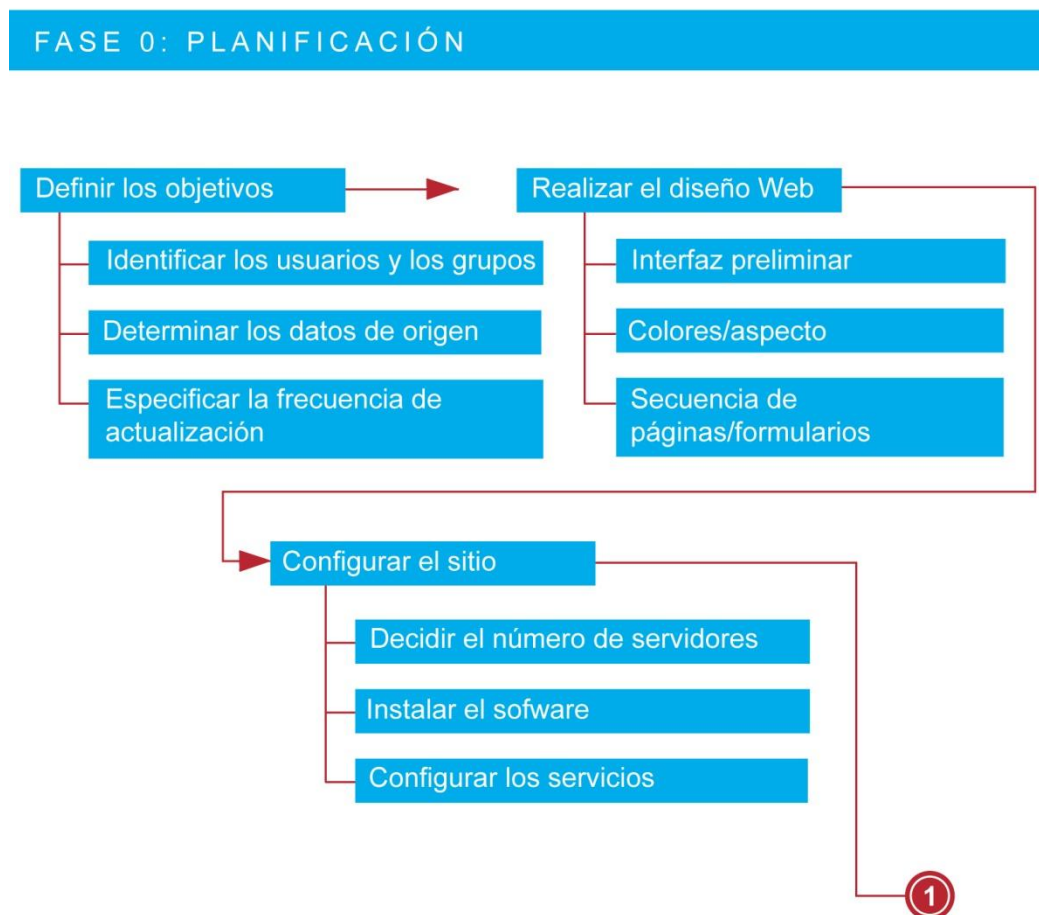 FASE 0: PLANIFICACIÓN
Definir los objetivos
Identificar los usuarios y los grupos
Determinar los datos de origen
Especificar la frecuencia de
actualización
Realizar el diseño Web
Interfaz preliminar
Colores/aspecto
Secuencia de
páginas/formularios
Configurar el sitio
Decidir el número de servidores
Instalar el sofware
Configurar los servicios
1